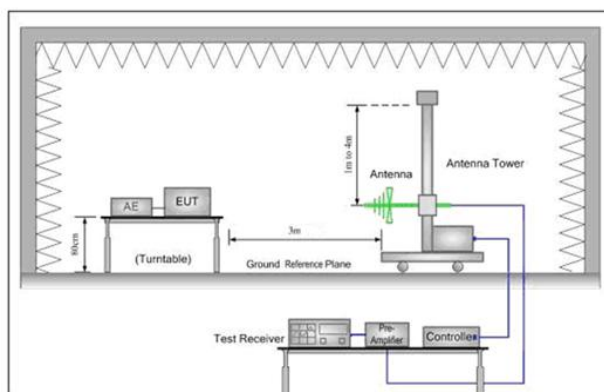 1m to 4m
Antenna
Antenna Tower
AE
EUT
80cm
(Turntable)
3m
Ground Reference Plane
Test Receiver
Pre-
Amplifier
Controller